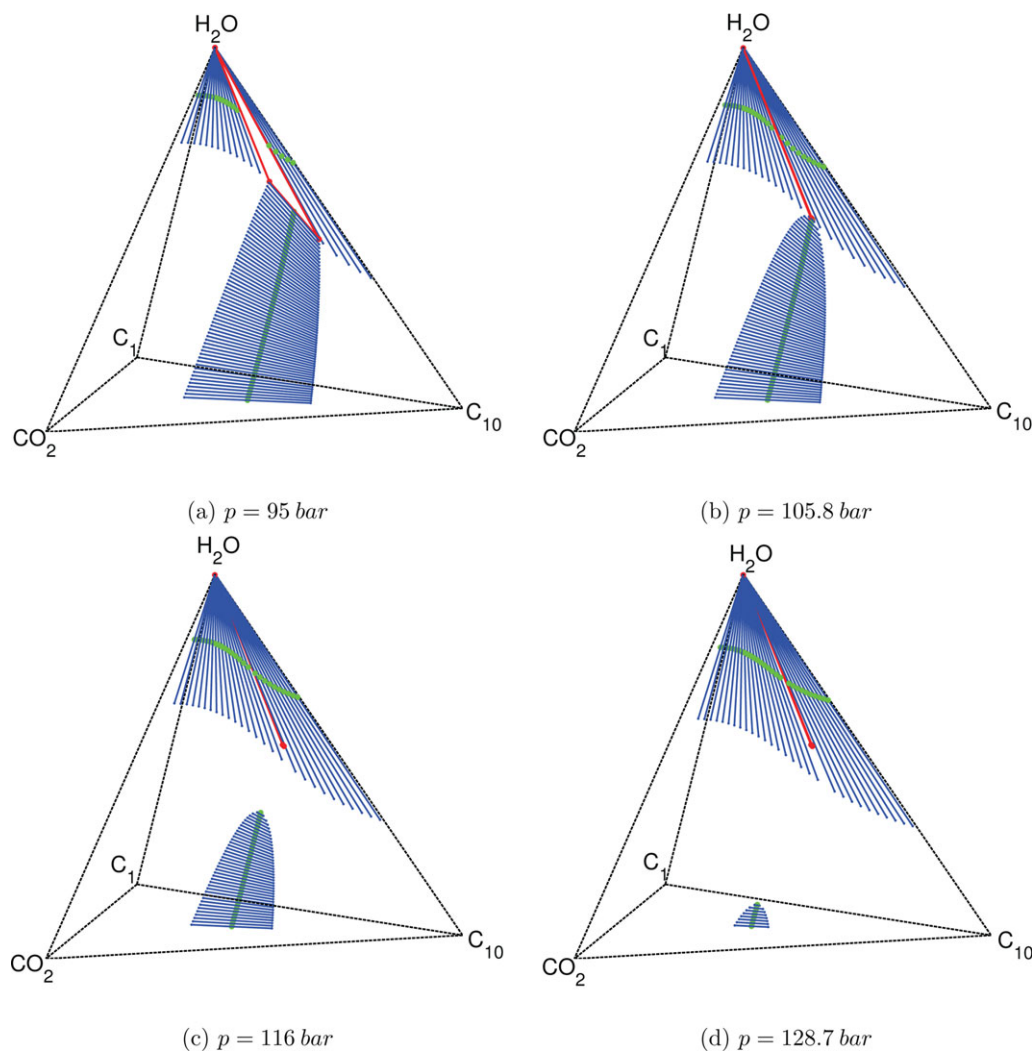 H2O
C1
CO2
C10
(a) p = 95 bar
H2O
C1
CO2
C10
(b) p = 105.8 bar
H2O
C1
CO2
C10
(c) p = 116 bar
H2O
C1
CO2
C10
(d) p = 128.7 bar